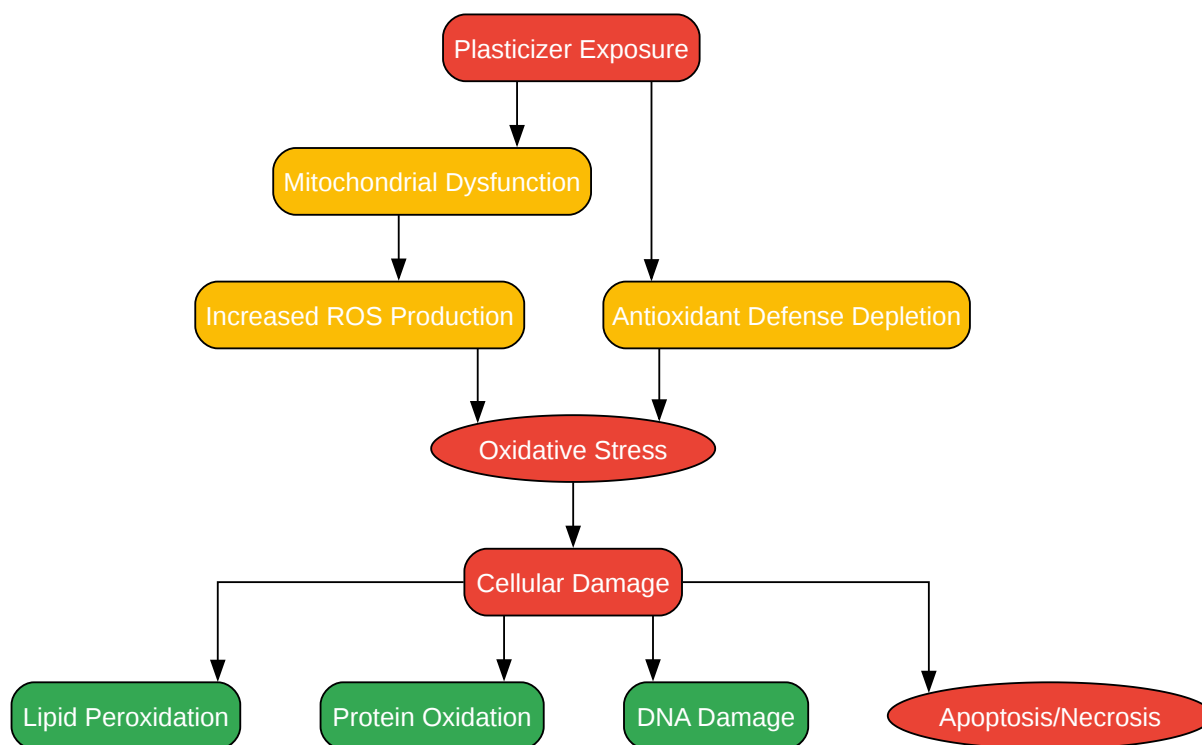 Plasticizer Exposure
Mitochondrial Dysfunction
Increased ROS Production
Antioxidant Defense Depletion
Oxidative Stress
Cellular Damage
Lipid Peroxidation
Protein Oxidation
DNA Damage
Apoptosis/Necrosis